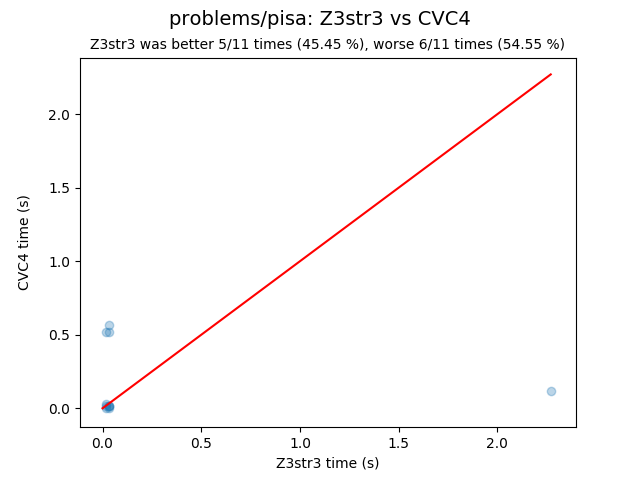 problems/pisa: Z3str3 vs CVC4
Z3str3 was better 5/11 times (45.45 %), worse 6/11 times (54.55 %)
2.0
1.5
1.0
0.5
0.0
CVC4 time (s)
0.0 0.5 1.0 1.5 2.0
Z3str3 time (s)